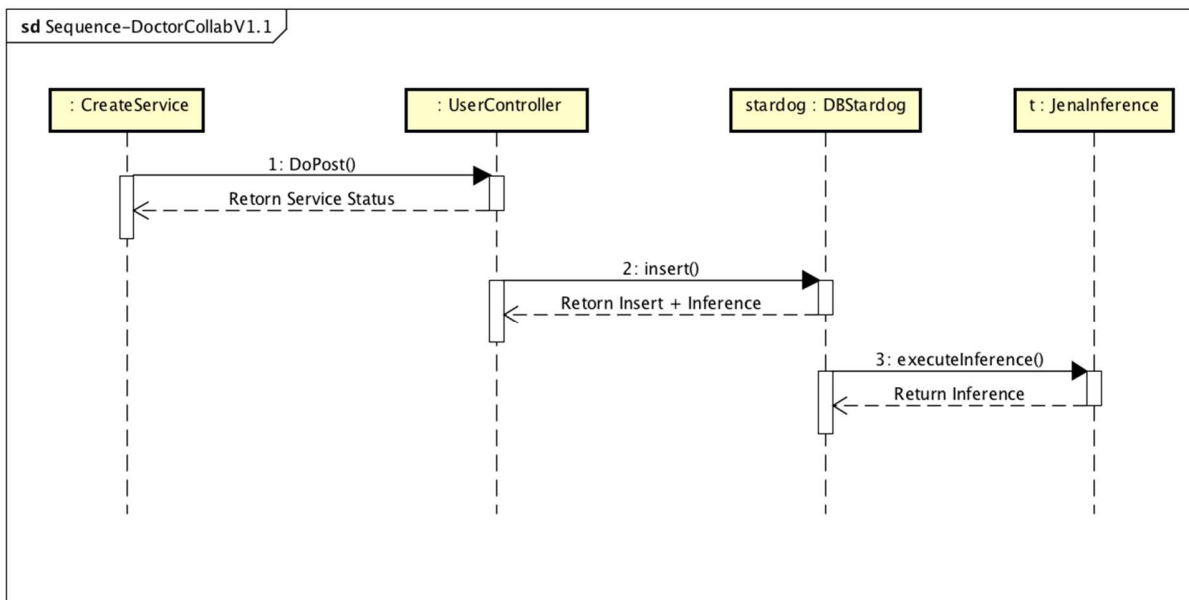 sd Sequence-DoctorCollabV1.1
: CreateService
: UserController
stardog : DBStardog
t : JenaInference
1: DoPost()
Retorn Service Status
2: insert()
Retorn Insert + Inference
3: executeInference()
Return Inference